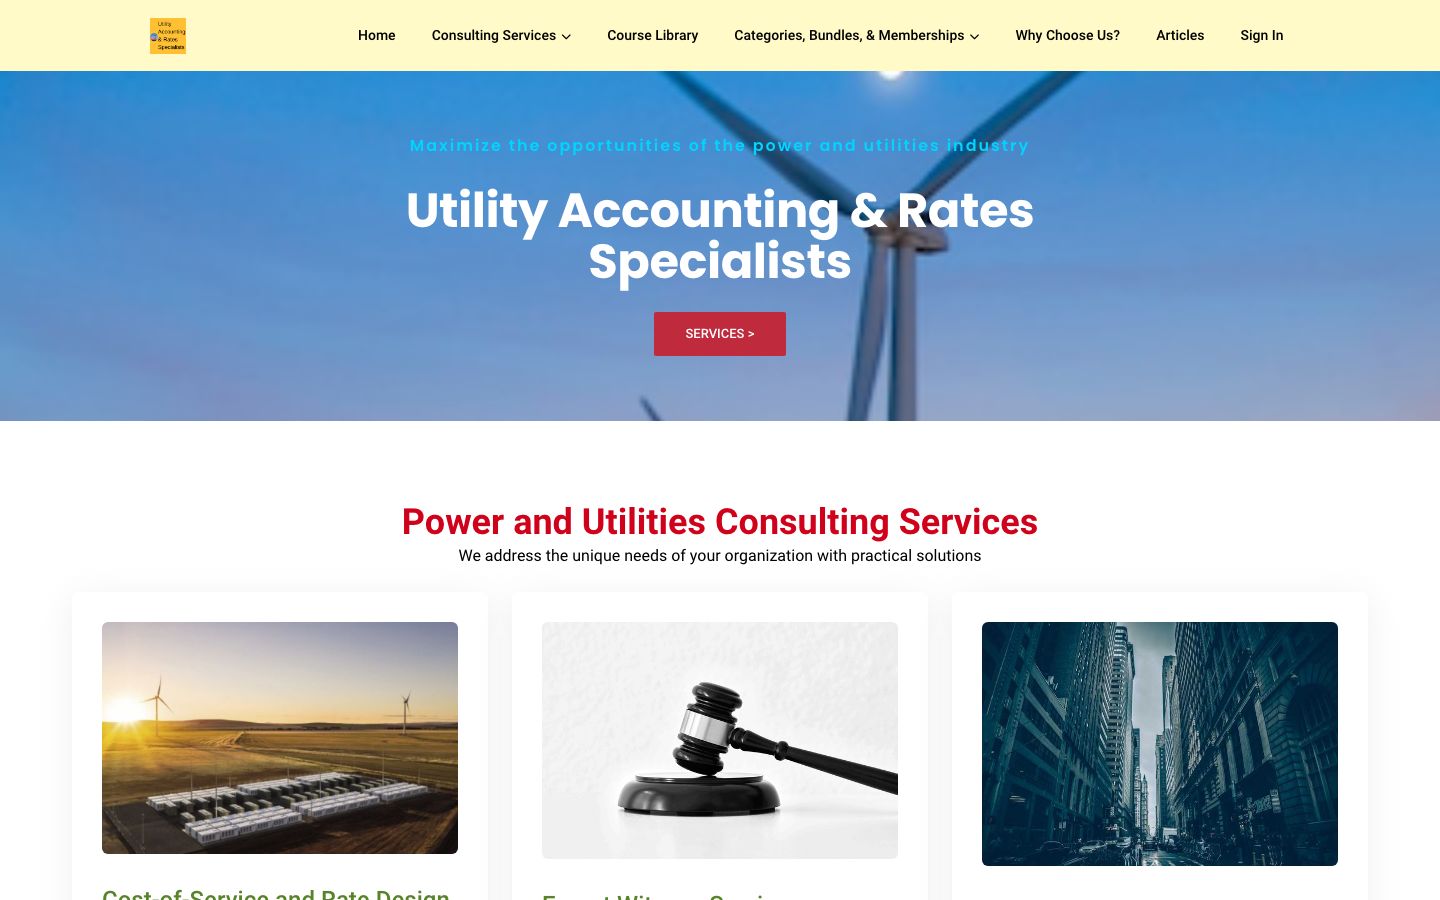 Utility
Accounting
& Rates
Specialists
Home
Consulting Services
Course Library
Categories, Bundles, & Memberships
Why Choose Us?
Articles
Sign In
Maximize the opportunities of the power and utilities industry
Utility Accounting & Rates
Specialists
SERVICES >
Power and Utilities Consulting Services
We address the unique needs of your organization with practical solutions
Cost-of-Service and Rate Design